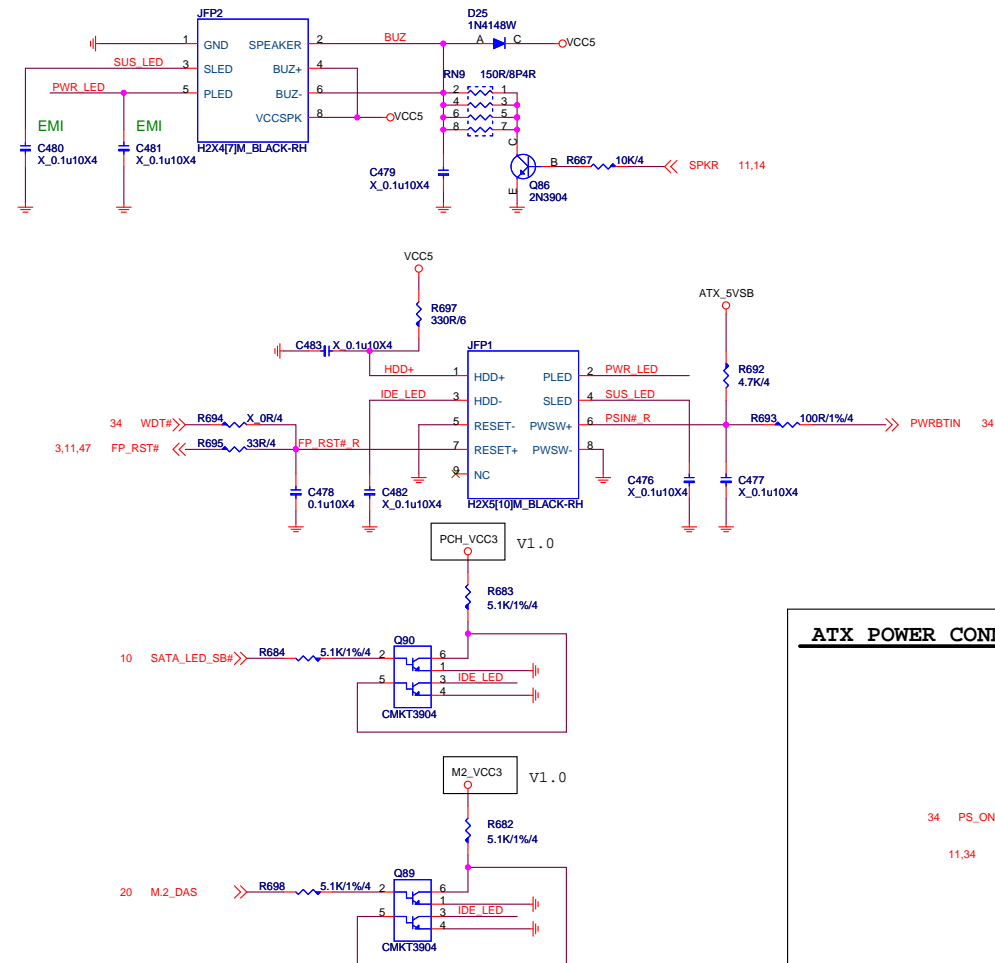 JFP2
D25
1N4148W
1 GND SPEAKER 2 BUZ A C VCC5
SUS_LED 3 SLED BUZ+ 4
RN9 150R/8P4R
PWR_LED 5 PLED BUZ- 6 2 1
4 3
VCCSPK 8 VCC5 6 5
8 7
EMI EMI
C480
X_0.1u10X4
C481
X_0.1u10X4
H2X4[7]M_BLACK-RH
C
C479
X_0.1u10X4
B R667 10K/4 SPKR 11,14
E Q86
2N3904
VCC5
ATX_5VSB
R697
330R/6
C483 X_0.1u10X4
JFP1
R692
4.7K/4
HDD+ 1 HDD+ PLED 2 PWR_LED
IDE_LED 3 HDD- SLED 4 SUS_LED
34 WDT# R694 X_0R/4 5 RESET- PWSW+ 6 PSIN#_R R693 100R/1%/4 PWRBTIN 34
3,11,47 FP_RST# R695 33R/4 FP_RST#_R 7 RESET+ PWSW- 8
9 NC
C478
0.1u10X4
C482
X_0.1u10X4
C476
X_0.1u10X4
C477
X_0.1u10X4
H2X5[10]M_BLACK-RH
PCH_VCC3 V1.0
R683
5.1K/1%/4
ATX POWER CON
Q90
10 SATA_LED_SB# R684 5.1K/1%/4 2 6
1
5 3 IDE_LED
4
CMKT3904
M2_VCC3 V1.0
R682
5.1K/1%/4
34 PS_ON
11,34
Q89
20 M.2_DAS R698 5.1K/1%/4 2 6
1
5 3 IDE_LED
4
CMKT3904